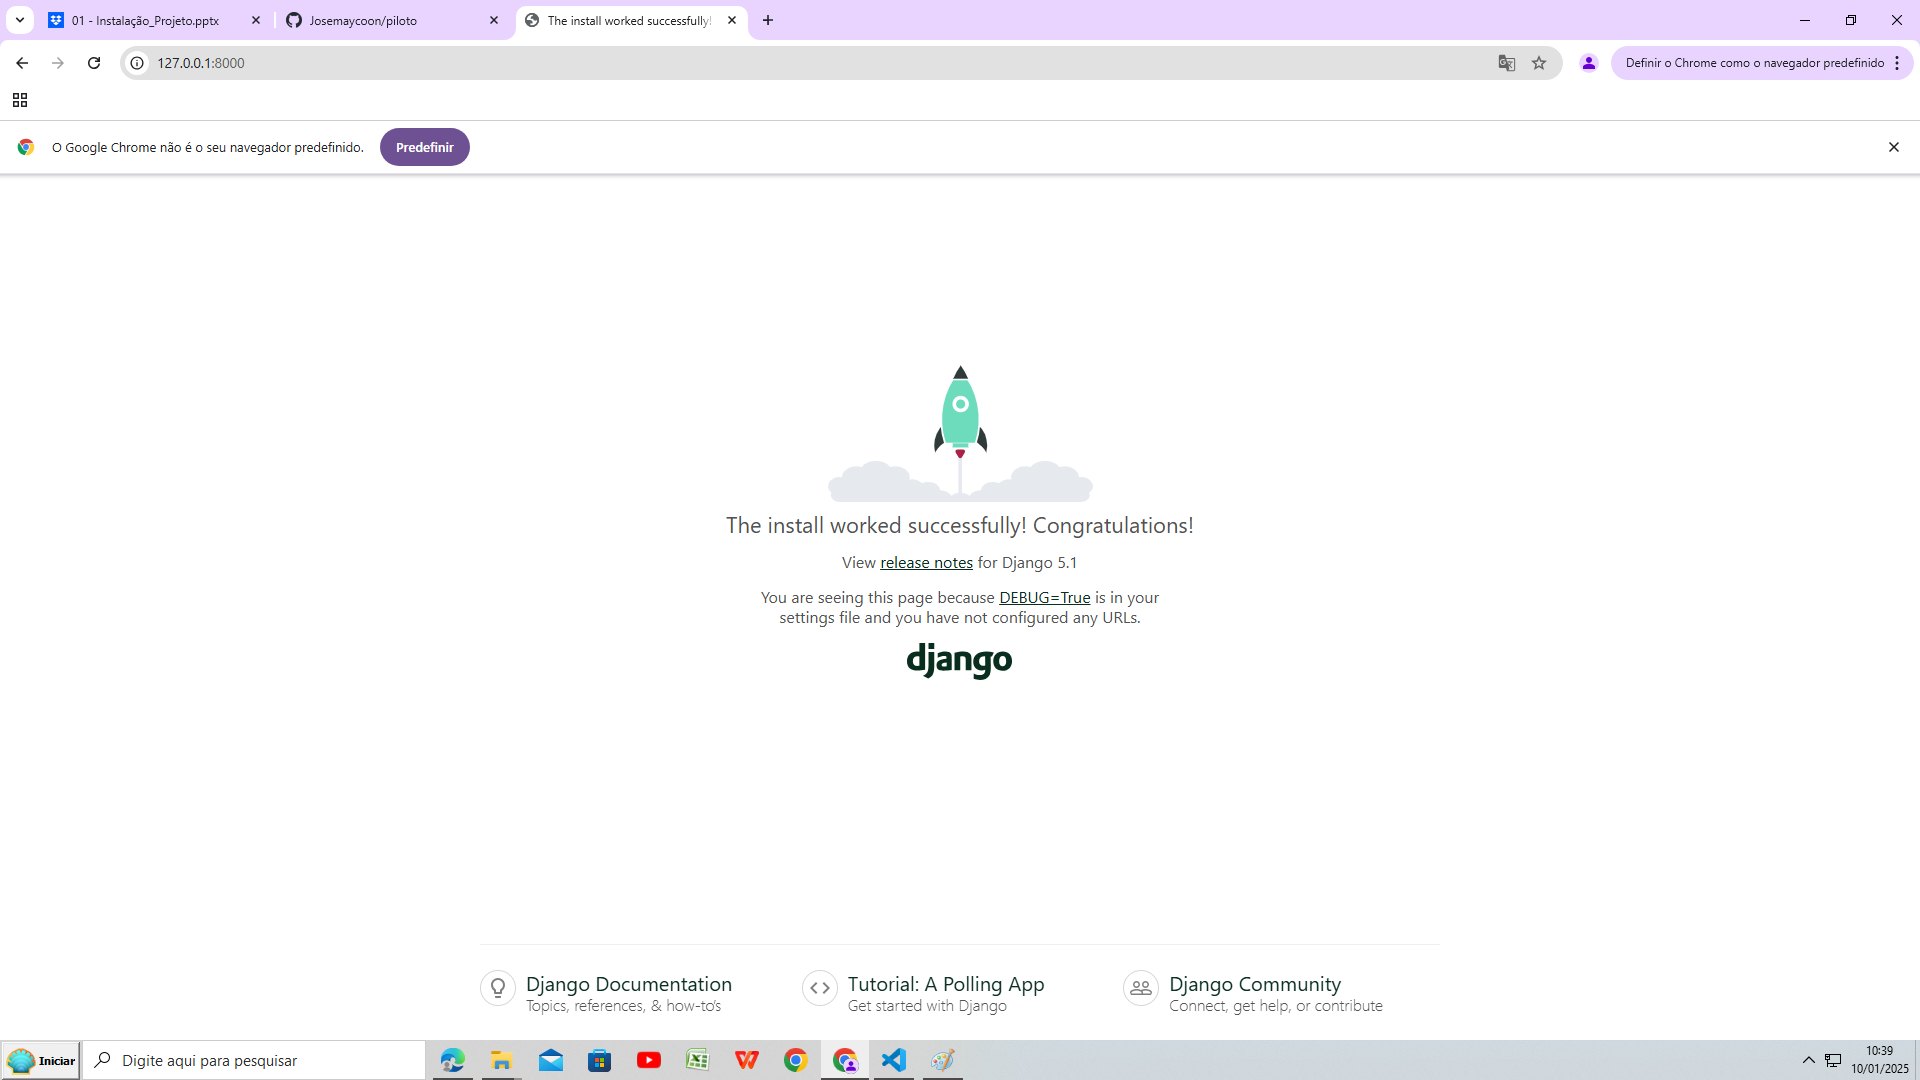 01 - Instalação_Projeto.pptx
Josemaycoon/piloto
The install worked successfully!
127.0.0.1:8000
Definir o Chrome como o navegador predefinido
O Google Chrome não é o seu navegador predefinido.
Predefinir
The install worked successfully! Congratulations!
View release notes for Django 5.1
You are seeing this page because DEBUG=True is in your
settings file and you have not configured any URLs.
django
Django Documentation
Topics, references, & how-to's
Tutorial: A Polling App
Get started with Django
Django Community
Connect, get help, or contribute
Iniciar
Digite aqui para pesquisar
10:39
10/01/2025